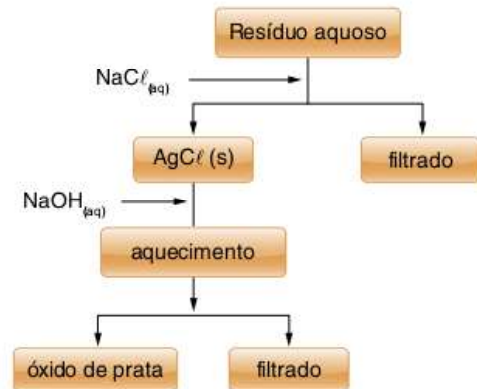 Resíduo aquoso
NaCℓ(aq)
AgCℓ (s)
filtrado
NaOH(aq)
aquecimento
óxido de prata
filtrado